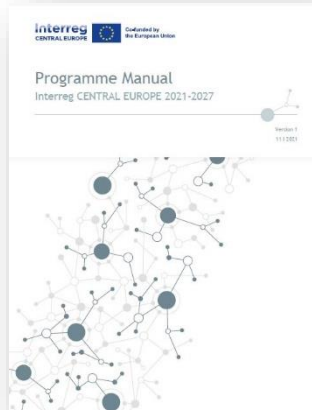 Interreg
CENTRAL EUROPE
Co-funded by
the European Union
Programme Manual
Interreg CENTRAL EUROPE 2021-2027
Version 1